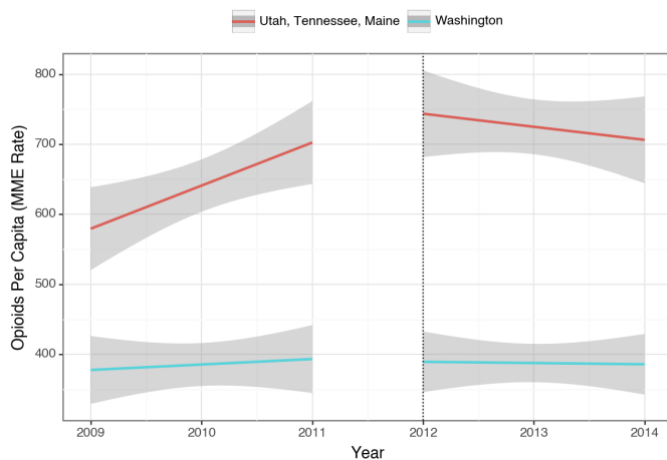 Utah, Tennessee, Maine Washington
800
700
600
500
400
2009 2010 2011 2012 2013 2014
Year
Opioids Per Capita (MME Rate)